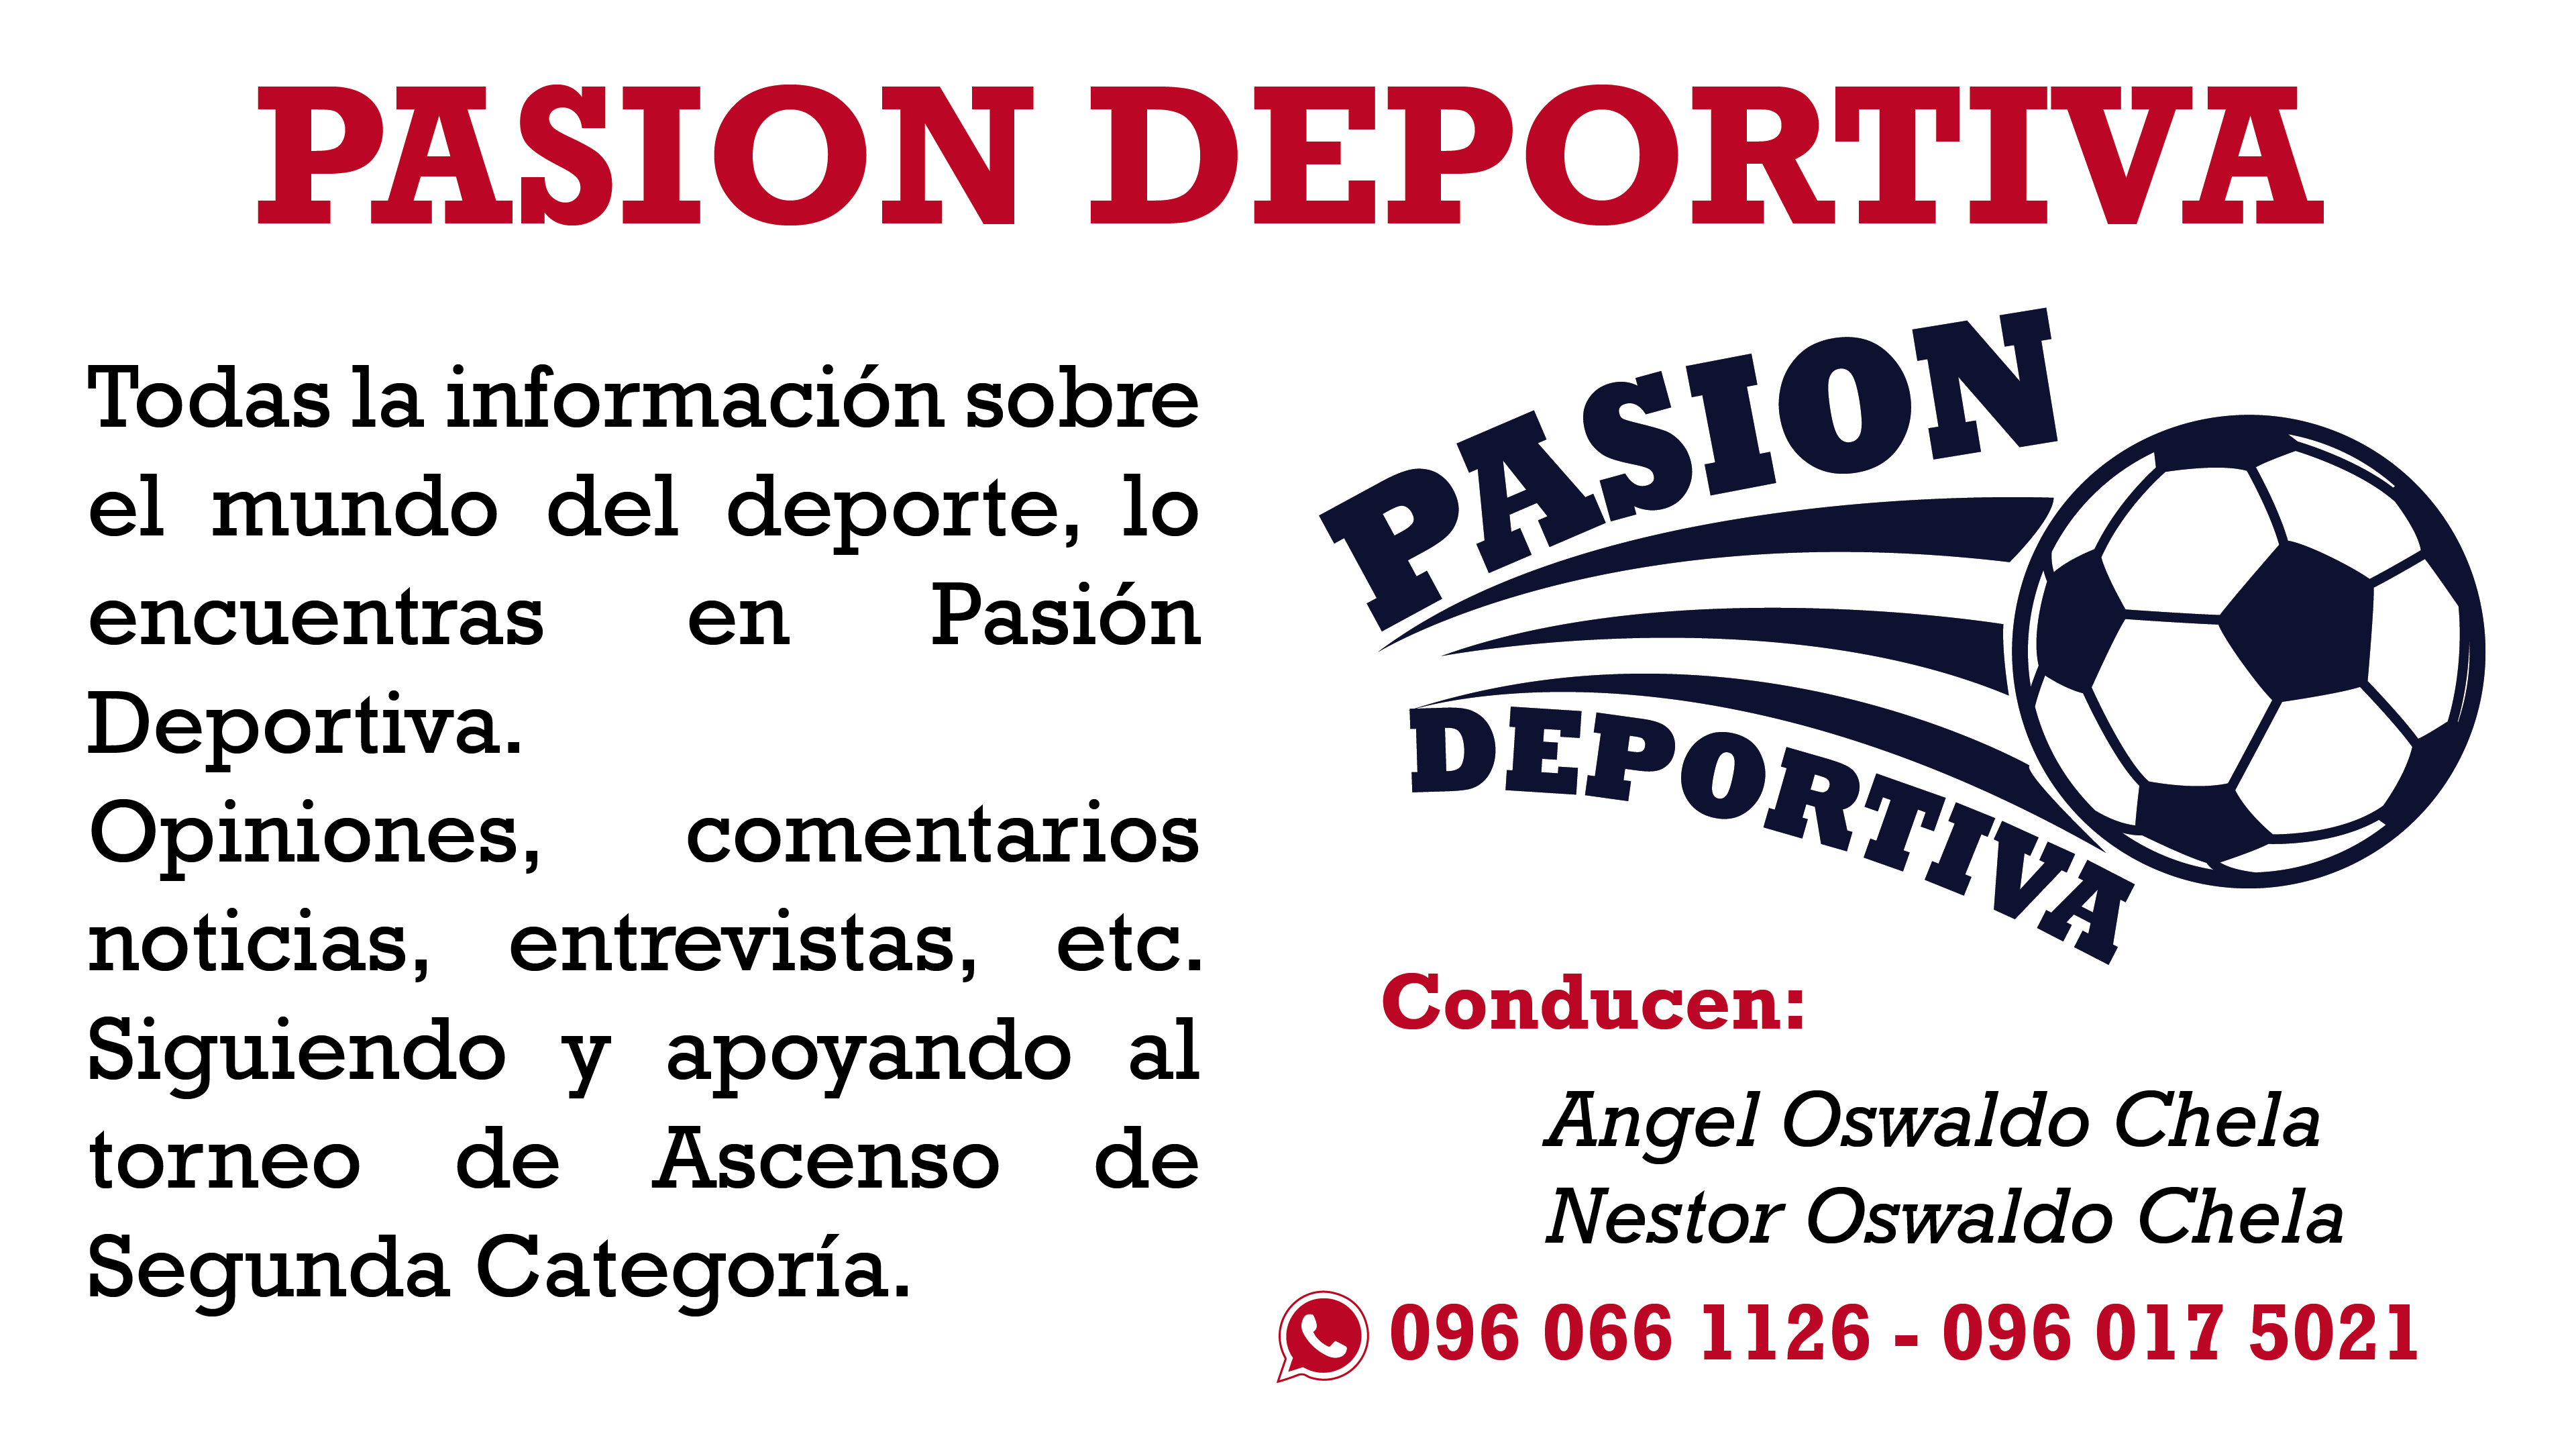 PASION DEPORTIVA
Todas la información sobre
el mundo del deporte, lo
encuentras en Pasión
Deportiva.
Opiniones, comentarios
noticias, entrevistas, etc.
Siguiendo y apoyando al
torneo de Ascenso de
Segunda Categoría.
PASION
DEPORTIVA
Conducen:
Angel Oswaldo Chela
Nestor Oswaldo Chela
096 066 1126 - 096 017 5021